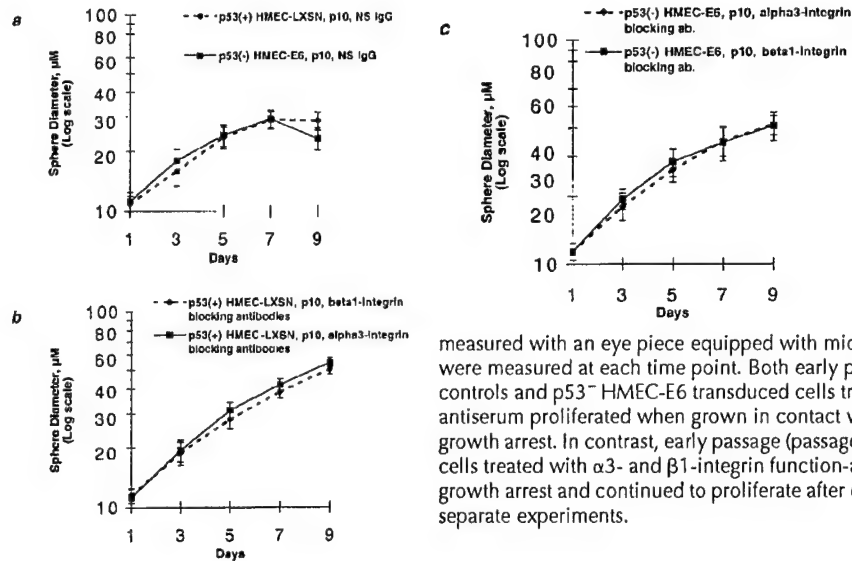 a
p53(+) HMEC-LXSN, p10, NS IgG
p53(-) HMEC-E6, p10, NS IgG
Sphere Diameter, µM
(Log scale)
100
80
60
40
30
20
10
1 3 5 7 9
Days
b
p53(+) HMEC-LXSN, p10, beta1-integrin
blocking antibodies
p53(+) HMEC-LXSN, p10, alpha3-integrin
blocking antibodies
Sphere Diameter, µM
(Log scale)
100
80
60
40
30
20
10
1 3 5 7 9
Days
c
p53(-) HMEC-E6, p10, alpha3-integrin
blocking ab.
p53(-) HMEC-E6, p10, beta1-integrin
blocking ab.
Sphere Diameter, µM
(Log scale)
100
80
60
40
30
20
10
1 3 5 7 9
Days
measured with an eye piece equipped with mic
were measured at each time point. Both early p
controls and p53⁻ HMEC-E6 transduced cells tr
antiserum proliferated when grown in contact v
growth arrest. In contrast, early passage (passag
cells treated with α3- and β1-integrin function-a
growth arrest and continued to proliferate after
separate experiments.